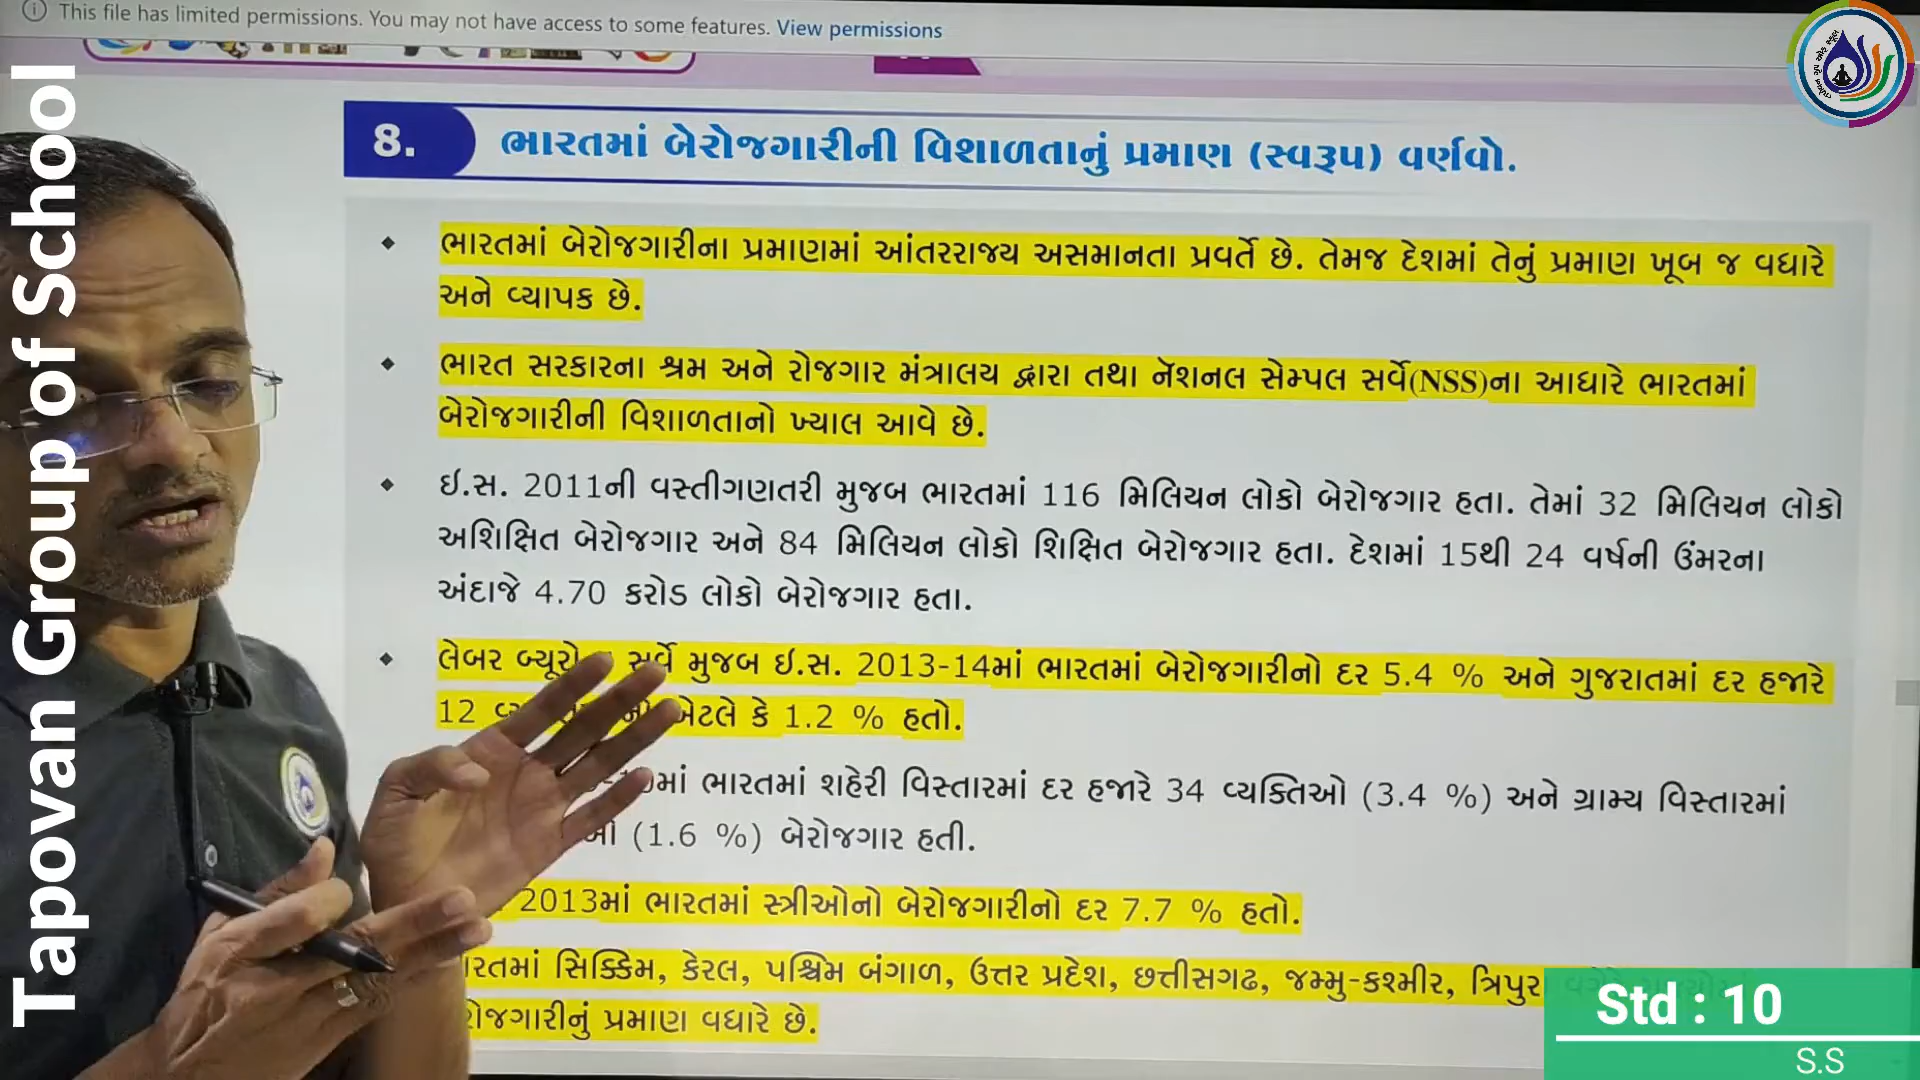 This file has limited permissions. You may not have access to some features. View permissions
Tapovan Group of School
8. ભારતમાં બેરોજગારીની વિશાળતાનું પ્રમાણ (સ્વરૂપ) વર્ણવો.
ભારતમાં બેરોજગારીના પ્રમાણમાં આંતરરાજ્ય અસમાનતા પ્રવર્તે છે. તેમજ દેશમાં તેનું પ્રમાણ ખૂબ જ વધારે
અને વ્યાપક છે.
ભારત સરકારના શ્રમ અને રોજગાર મંત્રાલય દ્વારા તથા નૅશનલ સેમ્પલ સર્વે(NSS)ના આધારે ભારતમાં
બેરોજગારીની વિશાળતાનો ખ્યાલ આવે છે.
ઈ.સ. 2011ની વસ્તીગણતરી મુજબ ભારતમાં 116 મિલિયન લોકો બેરોજગાર હતા. તેમાં 32 મિલિયન લોકો
અશિક્ષિત બેરોજગાર અને 84 મિલિયન લોકો શિક્ષિત બેરોજગાર હતા. દેશમાં 15થી 24 વર્ષની ઉંમરના
અંદાજે 4.70 કરોડ લોકો બેરોજગાર હતા.
લેબર સર્વે મુજબ ઈ.સ. 2013-14માં ભારતમાં બેરોજગારીનો દર 5.4 % અને ગુજરાતમાં દર હજારે
12 એટલે કે 1.2 % હતો.
ભારતમાં શહેરી વિસ્તારમાં દર હજારે 34 વ્યક્તિઓ (3.4 %) અને ગ્રામ્ય વિસ્તારમાં
(1.6 %) બેરોજગાર હતી.
2013માં ભારતમાં સ્ત્રીઓનો બેરોજગારીનો દર 7.7 % હતો.
સિક્કિમ, કેરલ, પશ્ચિમ બંગાળ, ઉત્તર પ્રદેશ, છત્તીસગઢ, જમ્મુ-કશ્મીર,
પ્રમાણ વધારે છે.
Std : 10
S.S